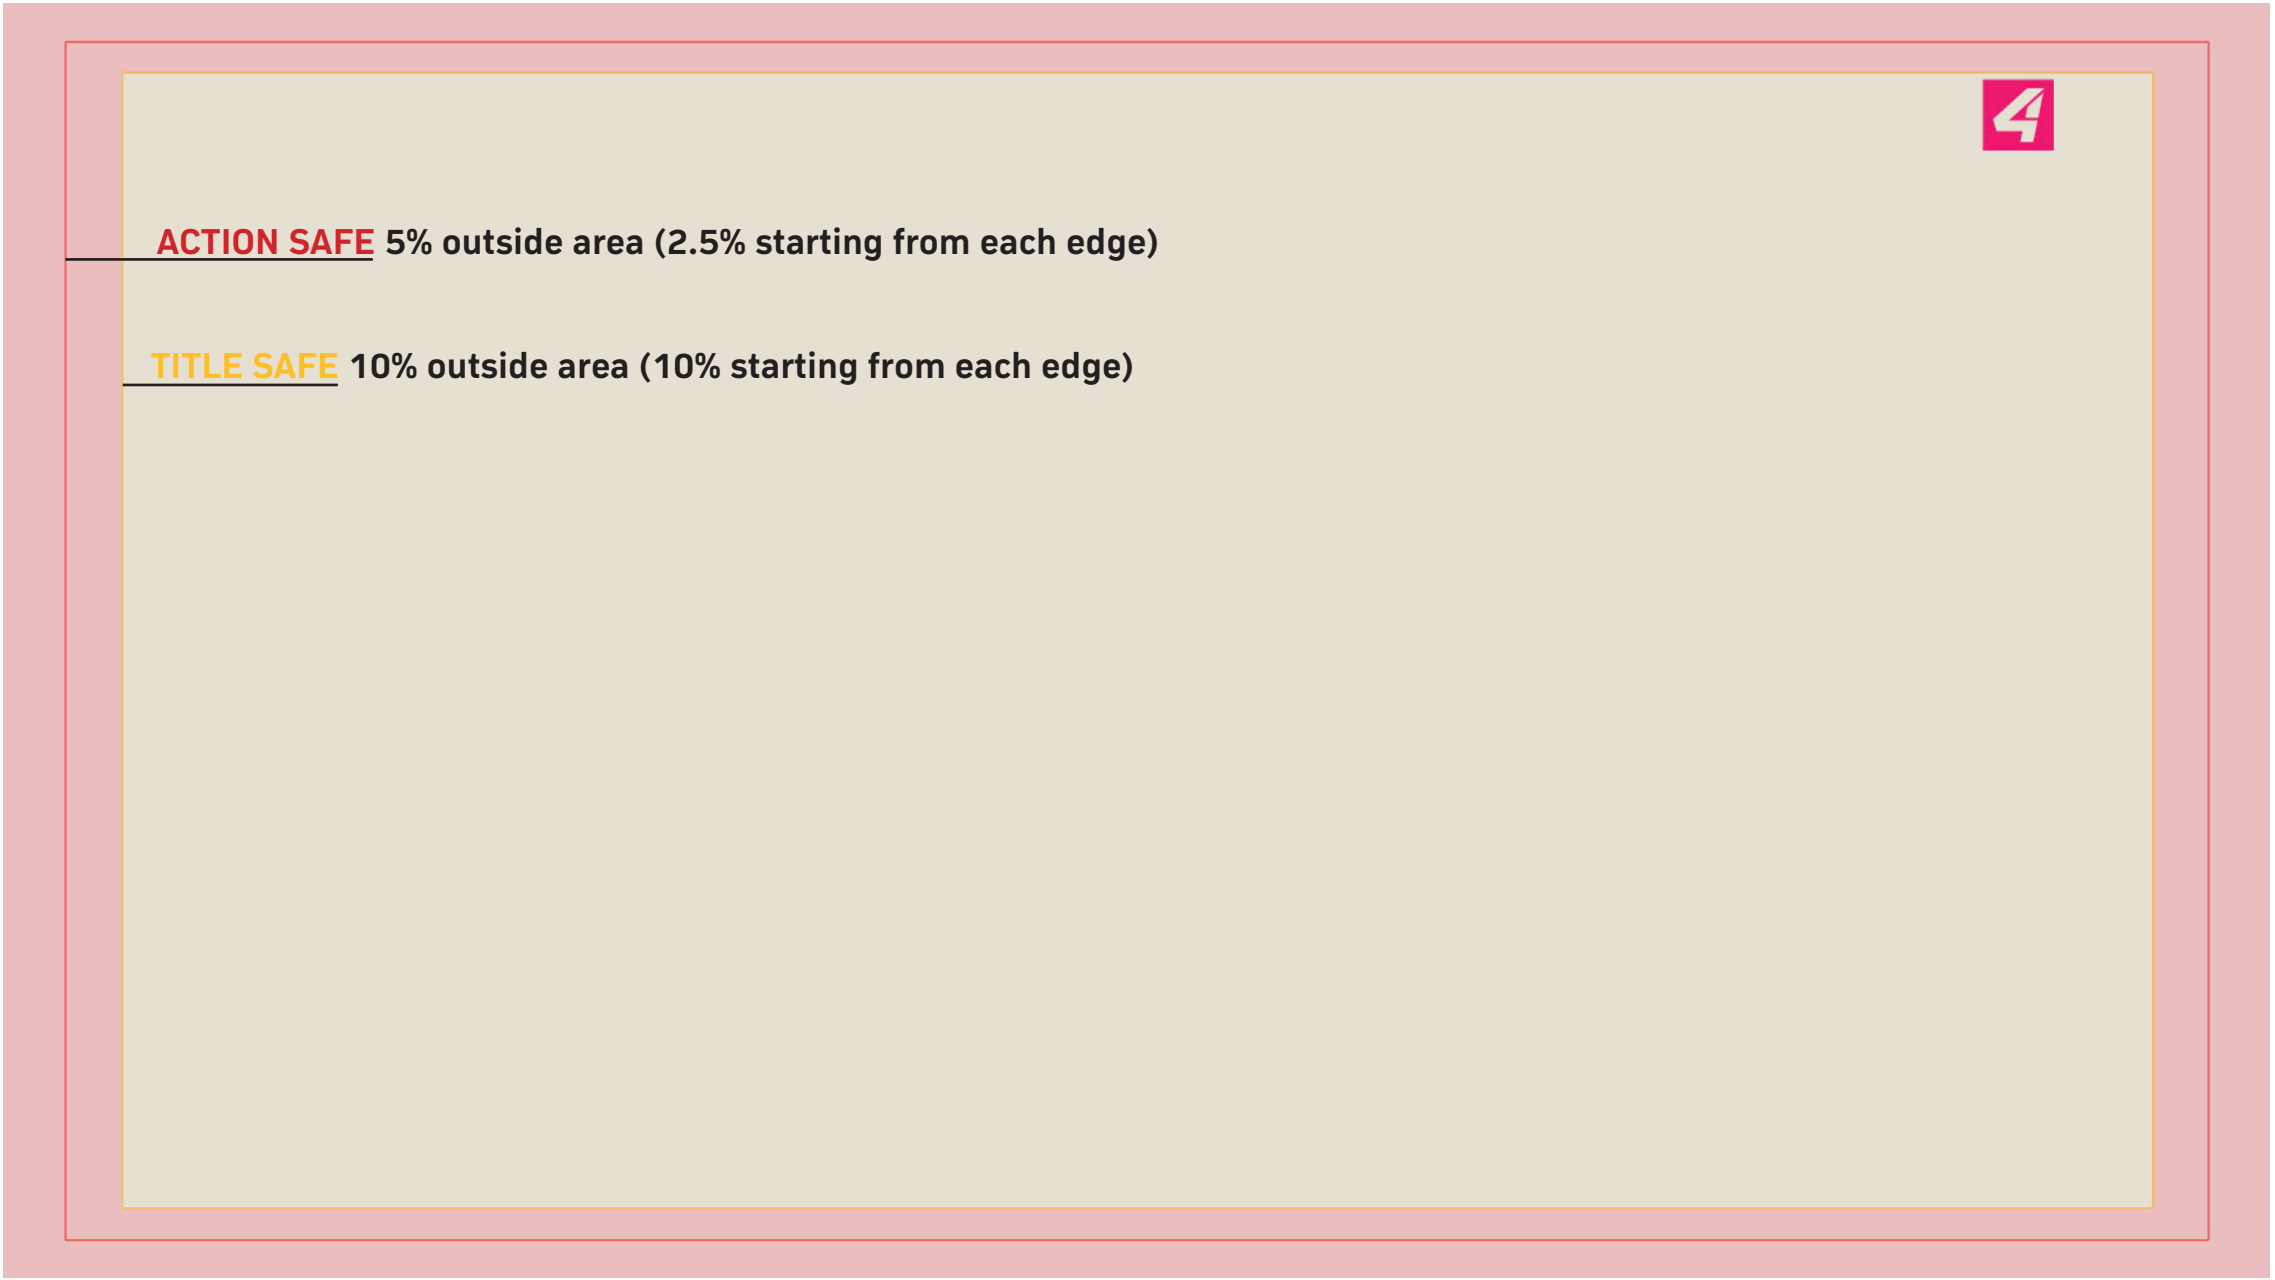 4
ACTION SAFE 5% outside area (2.5% starting from each edge)
TITLE SAFE 10% outside area (10% starting from each edge)